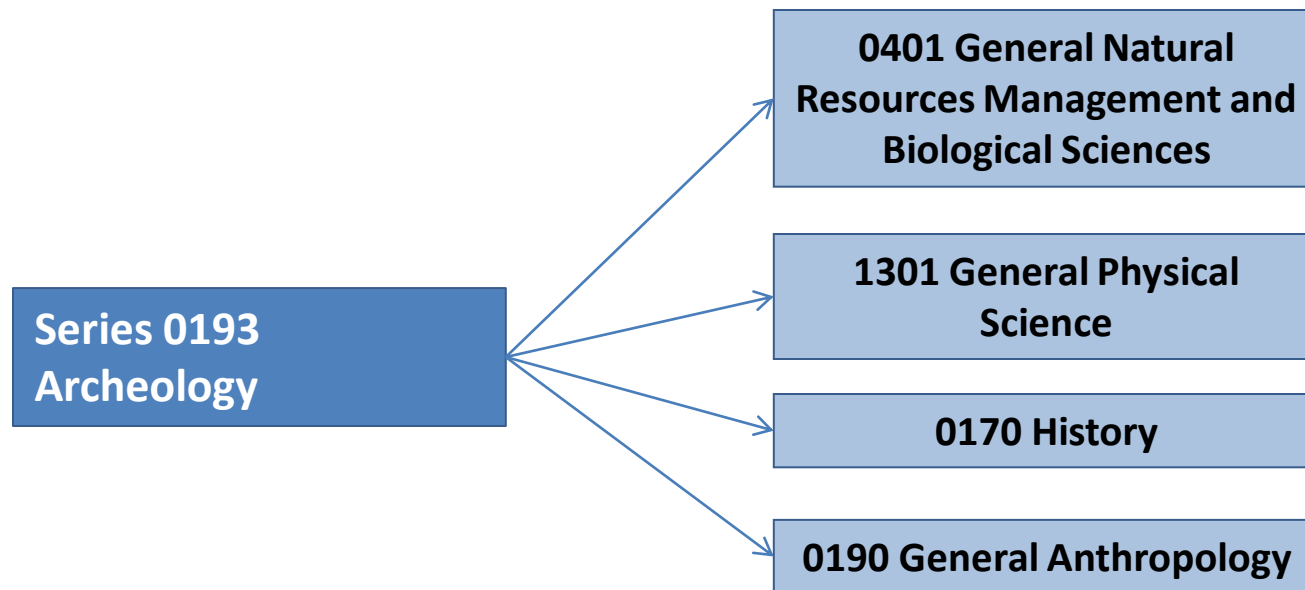 0401 General Natural
Resources Management and
Biological Sciences
1301 General Physical
Science
Series 0193
Archeology
0170 History
0190 General Anthropology